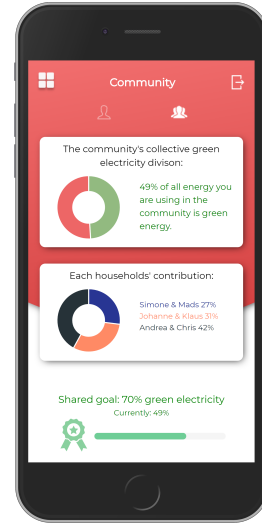 Community
The community's collective green
electricity divison:
49% of all energy you
are using in the
community is green
energy.
Each households' contribution:
Simone & Mads 27%
Johanne & Klaus 31%
Andrea & Chris 42%
Shared goal: 70% green electricity
Currently: 49%